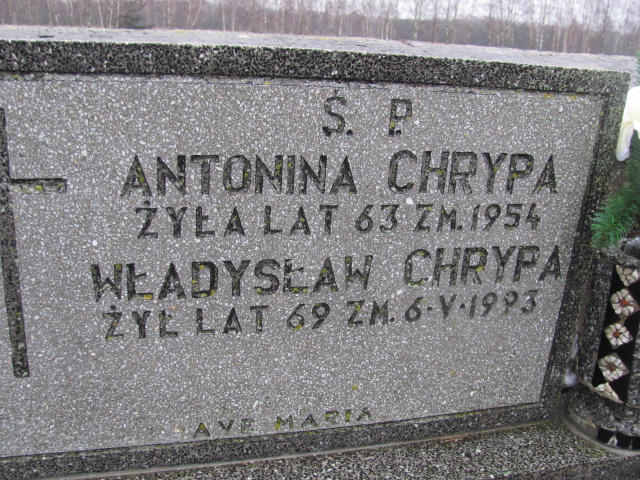 Ś. P.
ANTONINA CHRYPA
ŻYŁA LAT 63 ZM. 1954
WŁADYSŁAW CHRYPA
ŻYŁ LAT 69 ZM. 6·V·1993
AVE MARIA